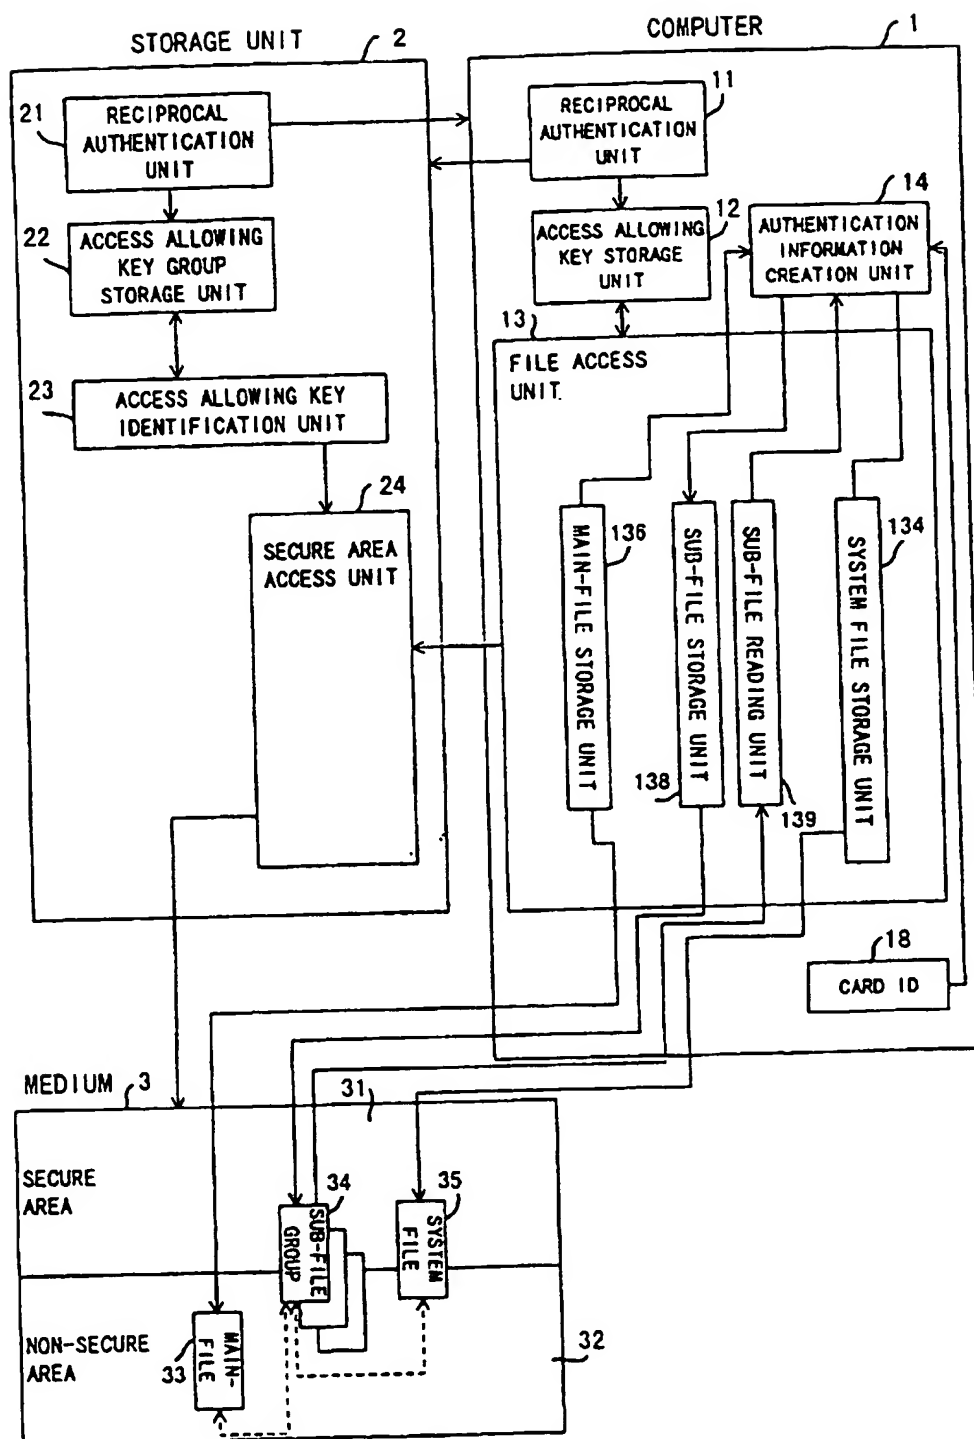 STORAGE UNIT
2
21
RECIPROCAL
AUTHENTICATION
UNIT
22
ACCESS ALLOWING
KEY GROUP
STORAGE UNIT
23
ACCESS ALLOWING KEY
IDENTIFICATION UNIT
24
SECURE AREA
ACCESS UNIT
COMPUTER
1
11
RECIPROCAL
AUTHENTICATION
UNIT
12
ACCESS ALLOWING
KEY STORAGE
UNIT
14
AUTHENTICATION
INFORMATION
CREATION UNIT
13
FILE ACCESS
UNIT
136
MAIN-FILE STORAGE UNIT
138
SUB-FILE STORAGE UNIT
139
SUB-FILE READING UNIT
134
SYSTEM FILE STORAGE UNIT
18
CARD ID
MEDIUM
3
31
SECURE
AREA
34
SUB-FILE
GROUP
35
SYSTEM
FILE
NON-SECURE
AREA
33
MAIN-
FILE
32